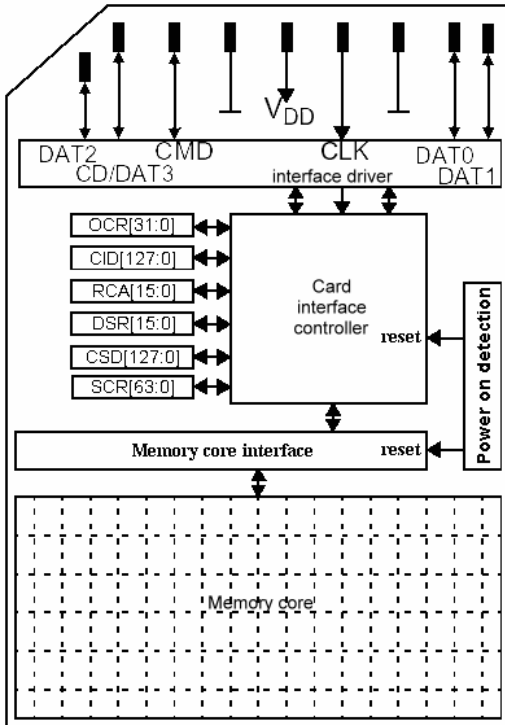 V_DD
DAT2 CMD CLK DAT0
CD/DAT3 interface driver DAT1
OCR[31:0]
CID[127:0]
RCA[15:0]
DSR[15:0]
CSD[127:0]
SCR[63:0]
Card
interface
controller
reset
Power on detection
Memory core interface reset
Memory core